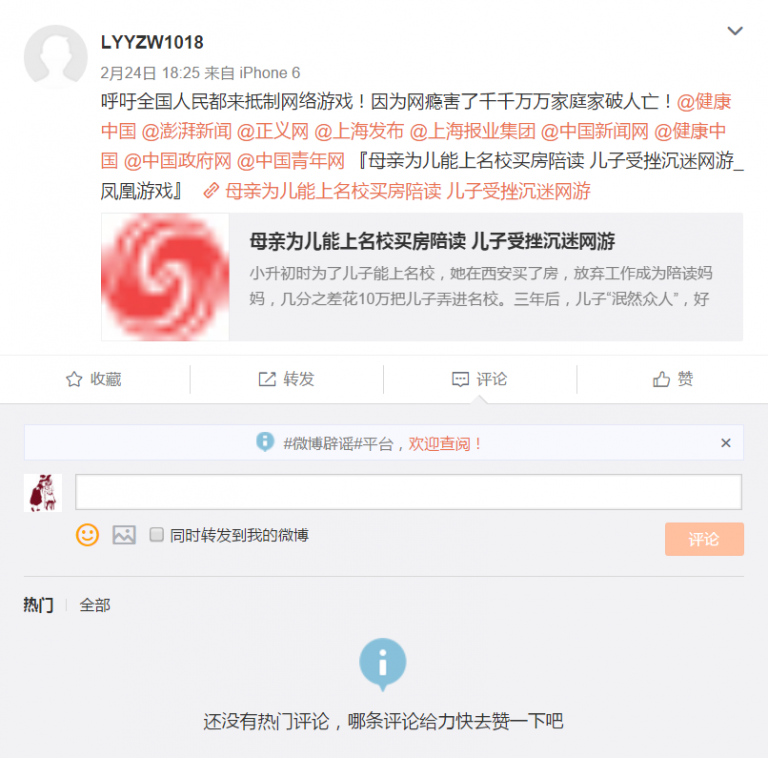 LYYZW1018
2月24日 18:25 来自 iPhone 6
呼吁全国人民都来抵制网络游戏！因为网瘾害了千千万万家庭家破人亡！@健康
中国 @澎湃新闻 @正义网 @上海发布 @上海报业集团 @中国新闻网 @健康中
国 @中国政府网 @中国青年网 『母亲为儿能上名校买房陪读 儿子受挫沉迷网游_
凤凰游戏』 母亲为儿能上名校买房陪读 儿子受挫沉迷网游
母亲为儿能上名校买房陪读 儿子受挫沉迷网游
小升初时为了儿子能上名校，她在西安买了房，放弃工作成为陪读妈
妈，几分之差花10万把儿子弄进名校。三年后，儿子“泯然众人”，好
收藏 转发 评论 赞
#微博辟谣#平台，欢迎查阅！
同时转发到我的微博 评论
热门 全部
还没有热门评论，哪条评论给力快去赞一下吧